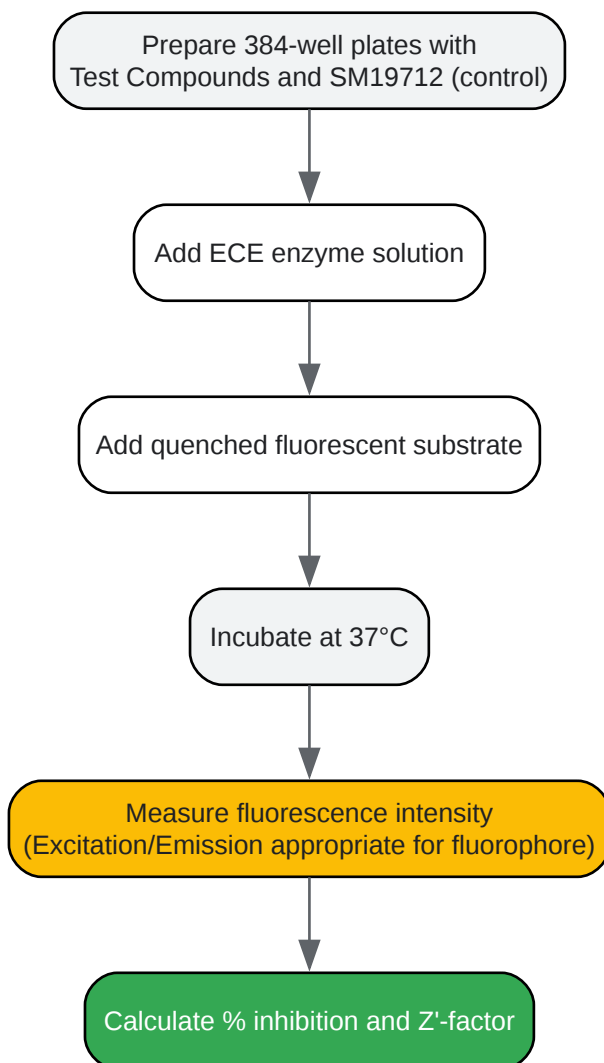 Prepare 384-well plates with
Test Compounds and SM19712 (control)
Add ECE enzyme solution
Add quenched fluorescent substrate
Incubate at 37°C
Measure fluorescence intensity
(Excitation/Emission appropriate for fluorophore)
Calculate % inhibition and Z'-factor